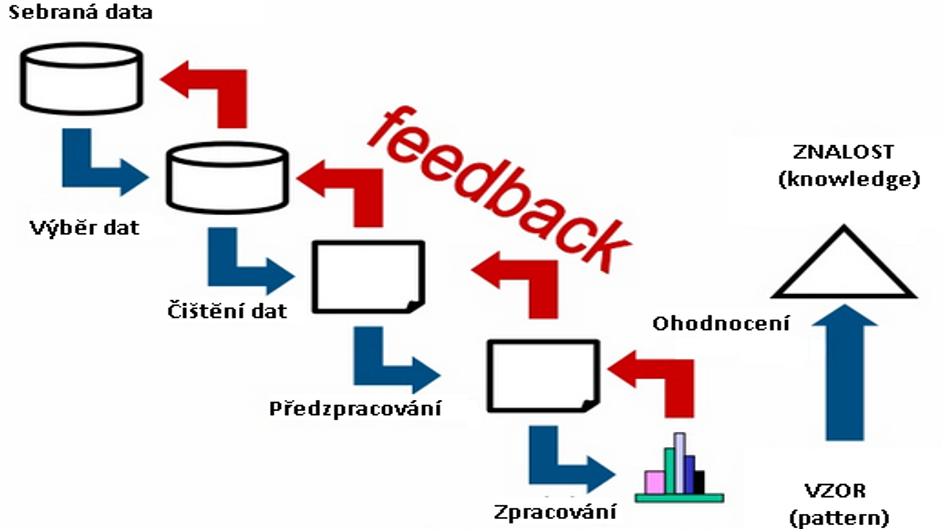 Sebraná data
feedback
ZNALOST
(knowledge)
Výběr dat
Čištění dat
Ohodnocení
Předzpracování
VZOR
(pattern)
Zpracování